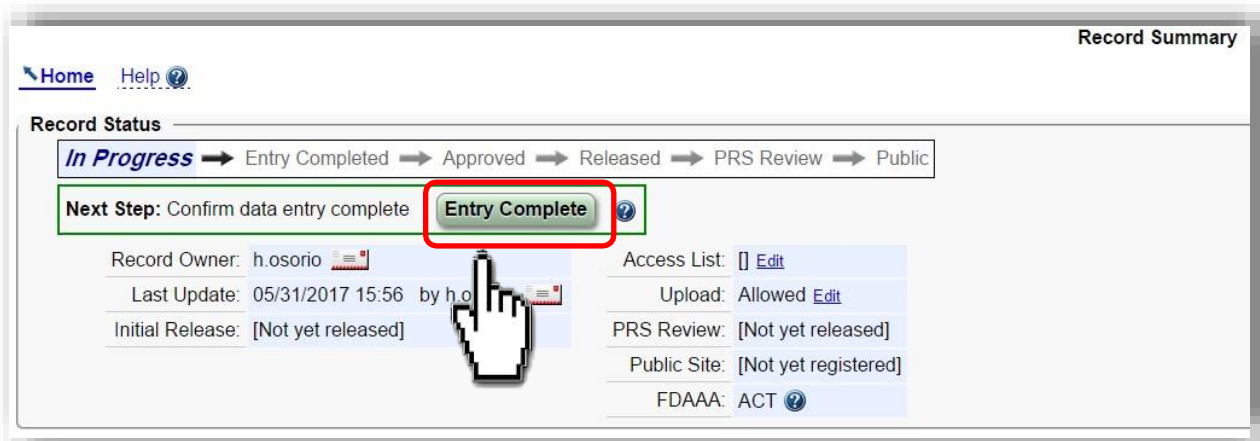 Record Summary
Home Help
Record Status
In Progress Entry Completed Approved Released PRS Review Public
Next Step: Confirm data entry complete Entry Complete
Record Owner: h.osorio Access List: [] Edit
Last Update: 05/31/2017 15:56 by h.o Upload: Allowed Edit
Initial Release: [Not yet released] PRS Review: [Not yet released]
Public Site: [Not yet registered]
FDAAA: ACT